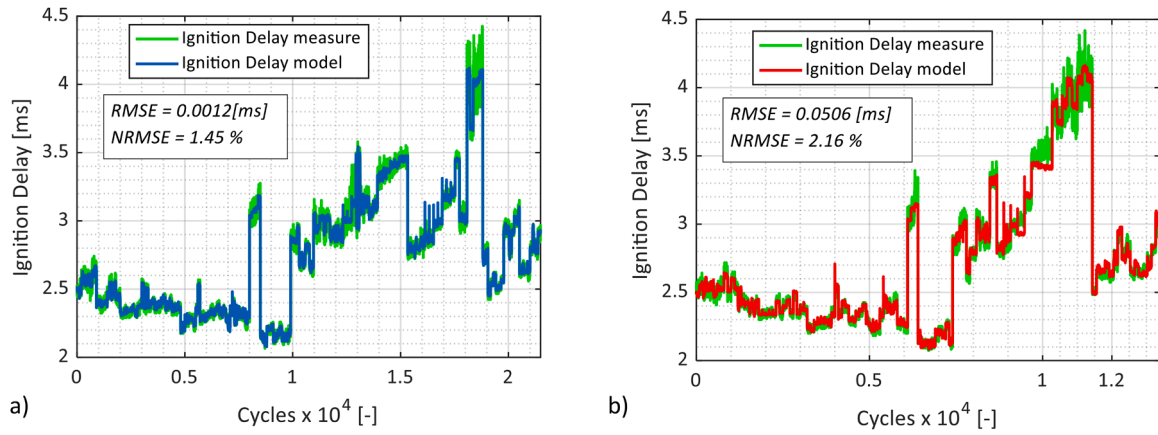 Ignition Delay measure
Ignition Delay model
RMSE = 0.0012[ms]
NRMSE = 1.45 %
Ignition Delay [ms]
4.5
4
3.5
3
2.5
2
0
0.5
1
1.5
2
Cycles x 10^4 [-]
a)
Ignition Delay measure
Ignition Delay model
RMSE = 0.0506 [ms]
NRMSE = 2.16 %
Ignition Delay [ms]
4.5
4
3.5
3
2.5
2
0
0.5
1
1.2
Cycles x 10^4 [-]
b)